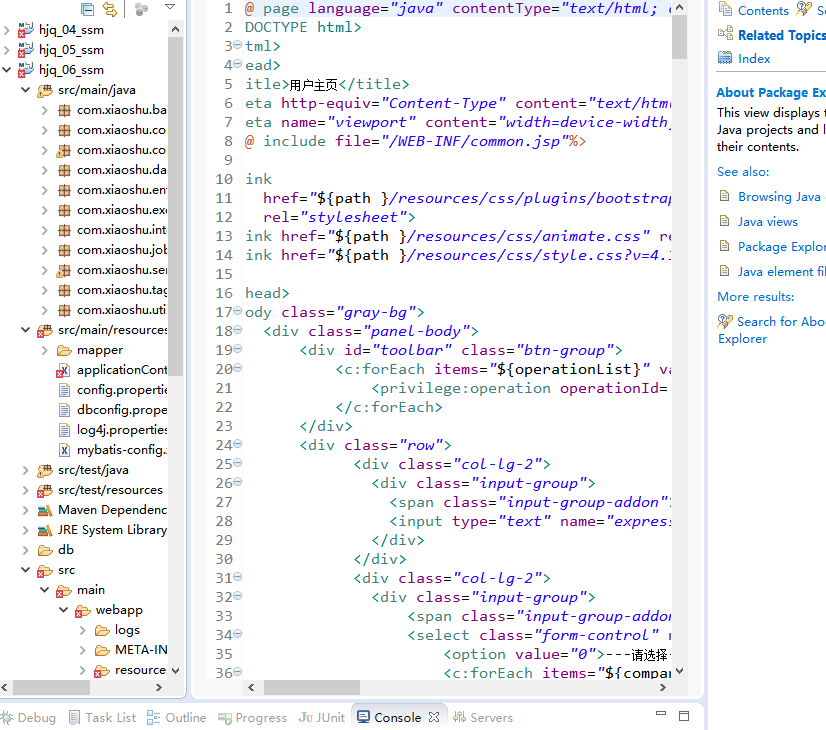 hjq_04_ssm
hjq_05_ssm
hjq_06_ssm
src/main/java
com.xiaoshu.ba
com.xiaoshu.co
com.xiaoshu.co
com.xiaoshu.da
com.xiaoshu.en
com.xiaoshu.exc
com.xiaoshu.int
com.xiaoshu.job
com.xiaoshu.ser
com.xiaoshu.tag
com.xiaoshu.uti
src/main/resources
mapper
applicationCont
config.propertie
dbconfig.prope
log4j.properties
mybatis-config.
src/test/java
src/test/resources
Maven Dependenc
JRE System Library
db
src
main
webapp
logs
META-IN
resource
1 @ page language="java" contentType="text/html; c
2 DOCTYPE html>
3 tml>
4 ead>
5 itle>用户主页</title>
6 eta http-equiv="Content-Type" content="text/html
7 eta name="viewport" content="width=device-width,
8 @ include file="/WEB-INF/common.jsp"%>
9
10 ink
11 href="${path }/resources/css/plugins/bootstrap
12 rel="stylesheet">
13 ink href="${path }/resources/css/animate.css" re
14 ink href="${path }/resources/css/style.css?v=4.1
15
16 head>
17 ody class="gray-bg">
18 <div class="panel-body">
19 <div id="toolbar" class="btn-group">
20 <c:forEach items="${operationList}" va
21 <privilege:operation operationId=
22 </c:forEach>
23 </div>
24 <div class="row">
25 <div class="col-lg-2">
26 <div class="input-group">
27 <span class="input-group-addon"
28 <input type="text" name="express
29 </div>
30 </div>
31 <div class="col-lg-2">
32 <div class="input-group">
33 <span class="input-group-addon
34 <select class="form-control" n
35 <option value="0">---请选择
36 <c:forEach items="${compar
Contents
Se
Related Topics
Index
About Package Ex
This view displays t
Java projects and l
their contents.
See also:
Browsing Java
Java views
Package Explor
Java element fil
More results:
Search for Abo
Explorer
Debug
Task List
Outline
Progress
JUnit
Console
Servers